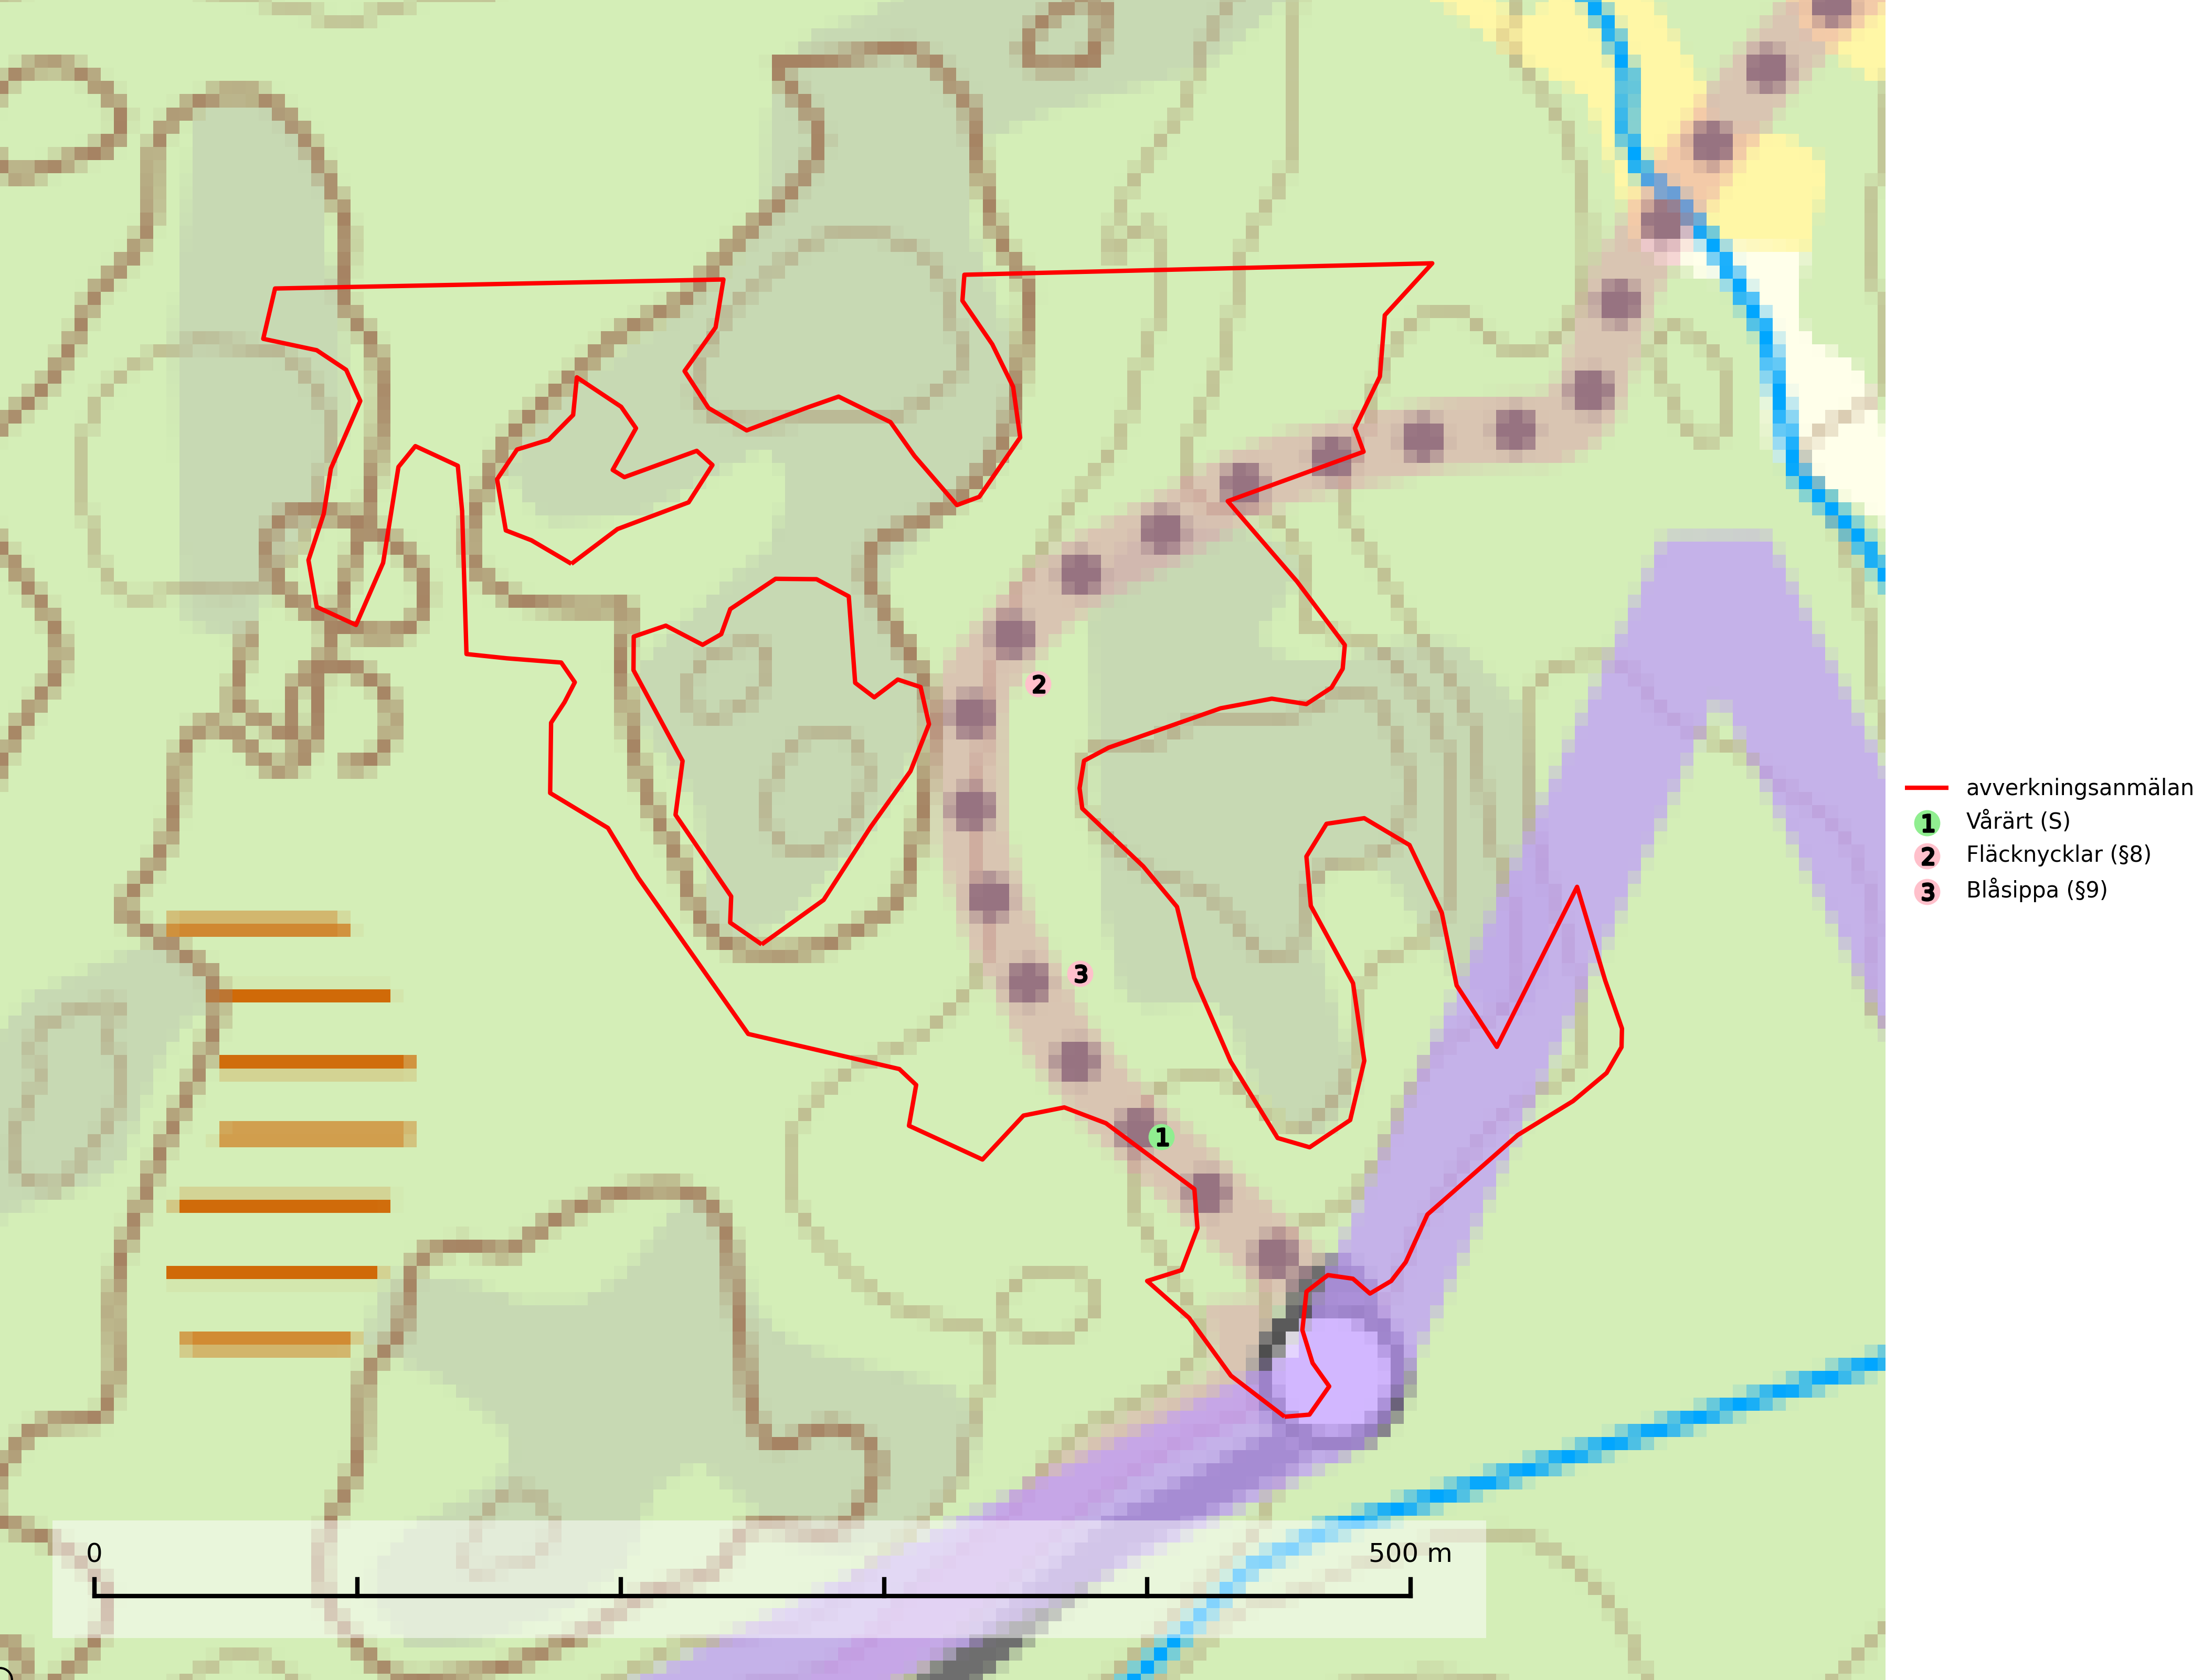 2
3
1
avverkningsanmälan
1 Vårärt (S)
2 Fläcknycklar (§8)
3 Blåsippa (§9)
0 500 m